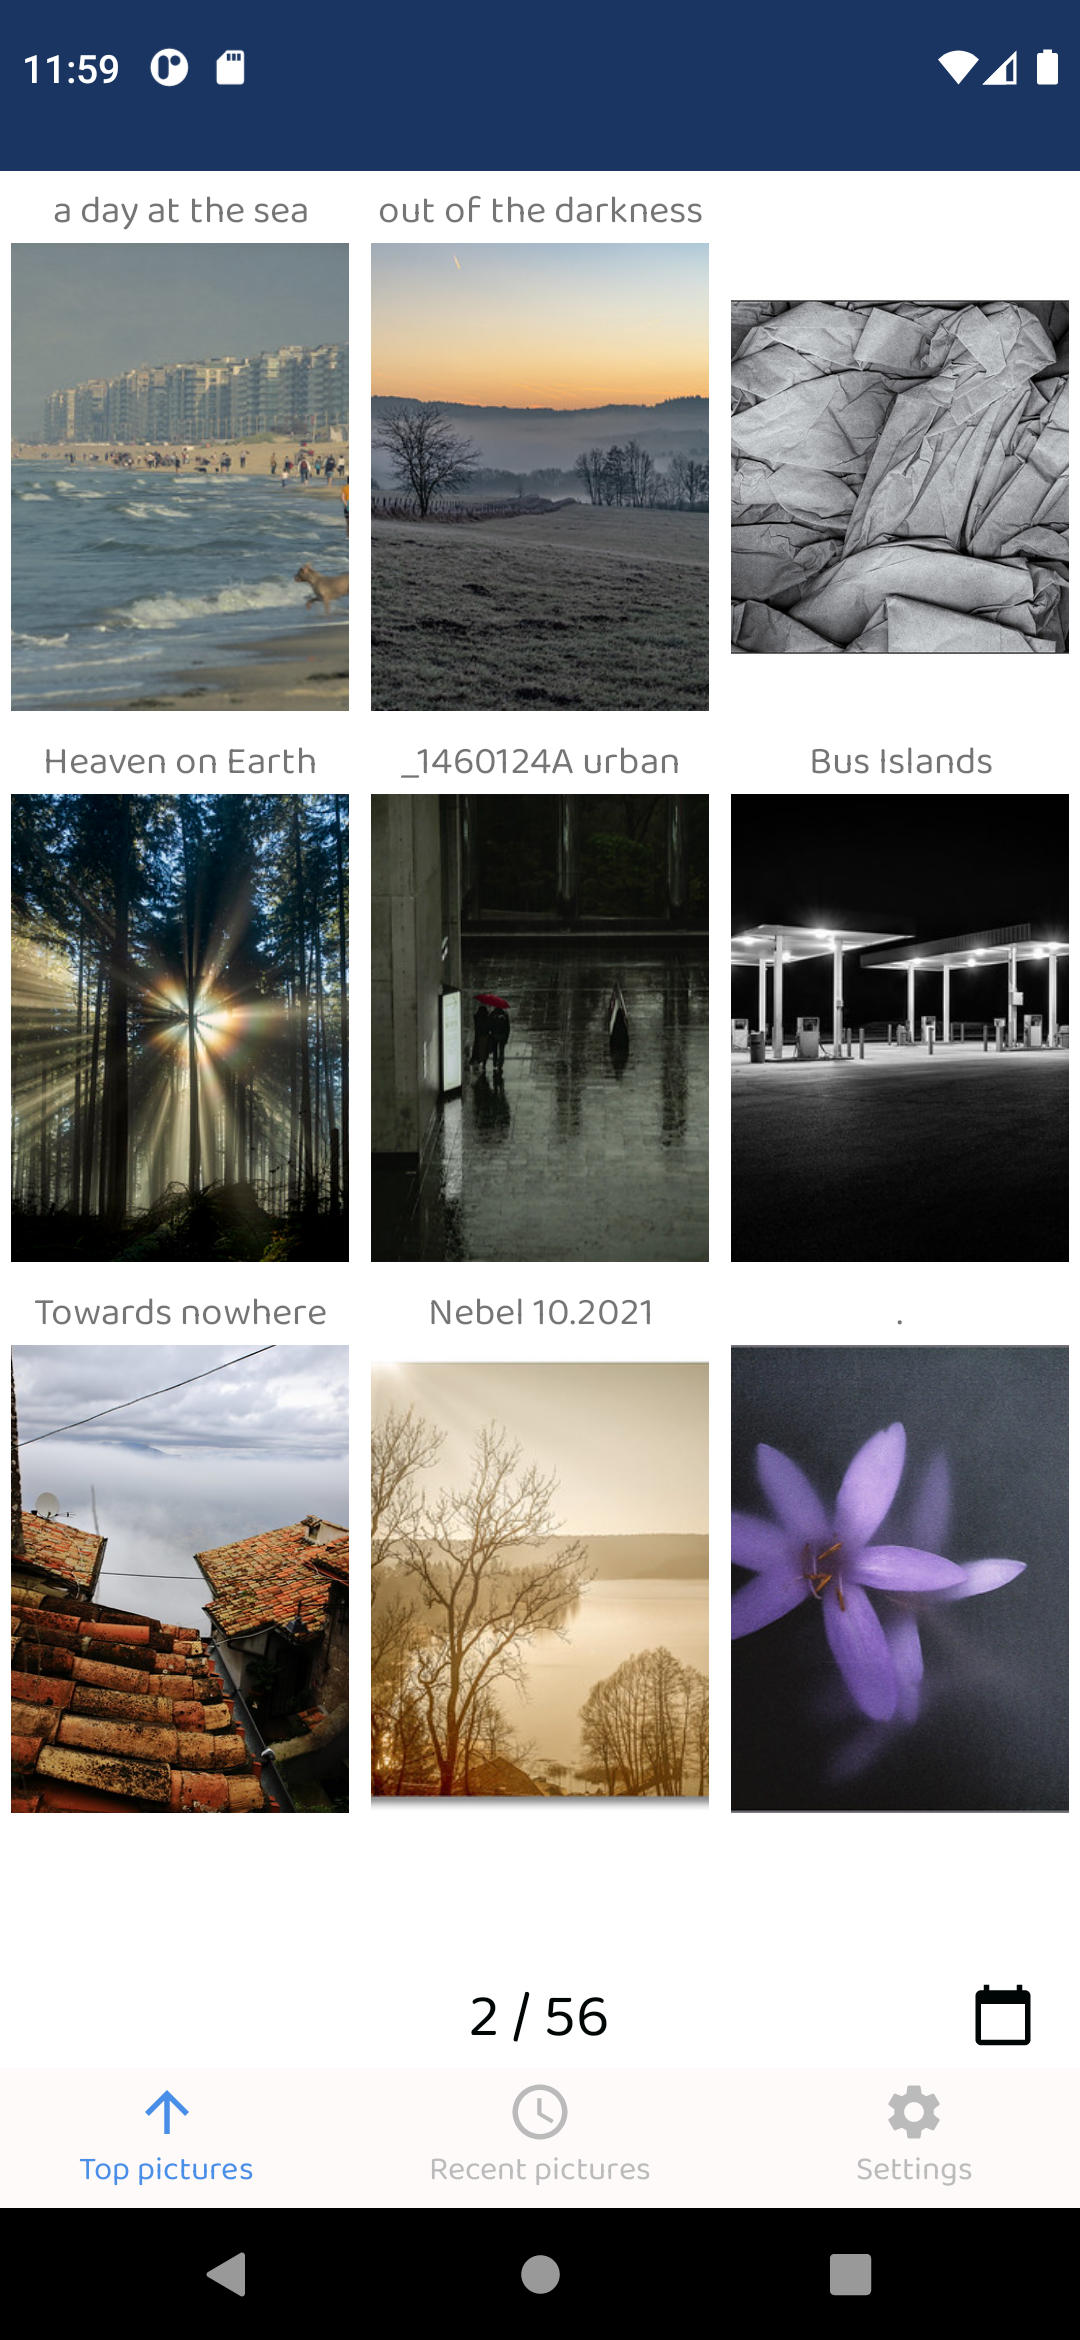 11:59
a day at the sea
out of the darkness
Heaven on Earth
_1460124A urban
Bus Islands
Towards nowhere
Nebel 10.2021
.
2 / 56
Top pictures
Recent pictures
Settings